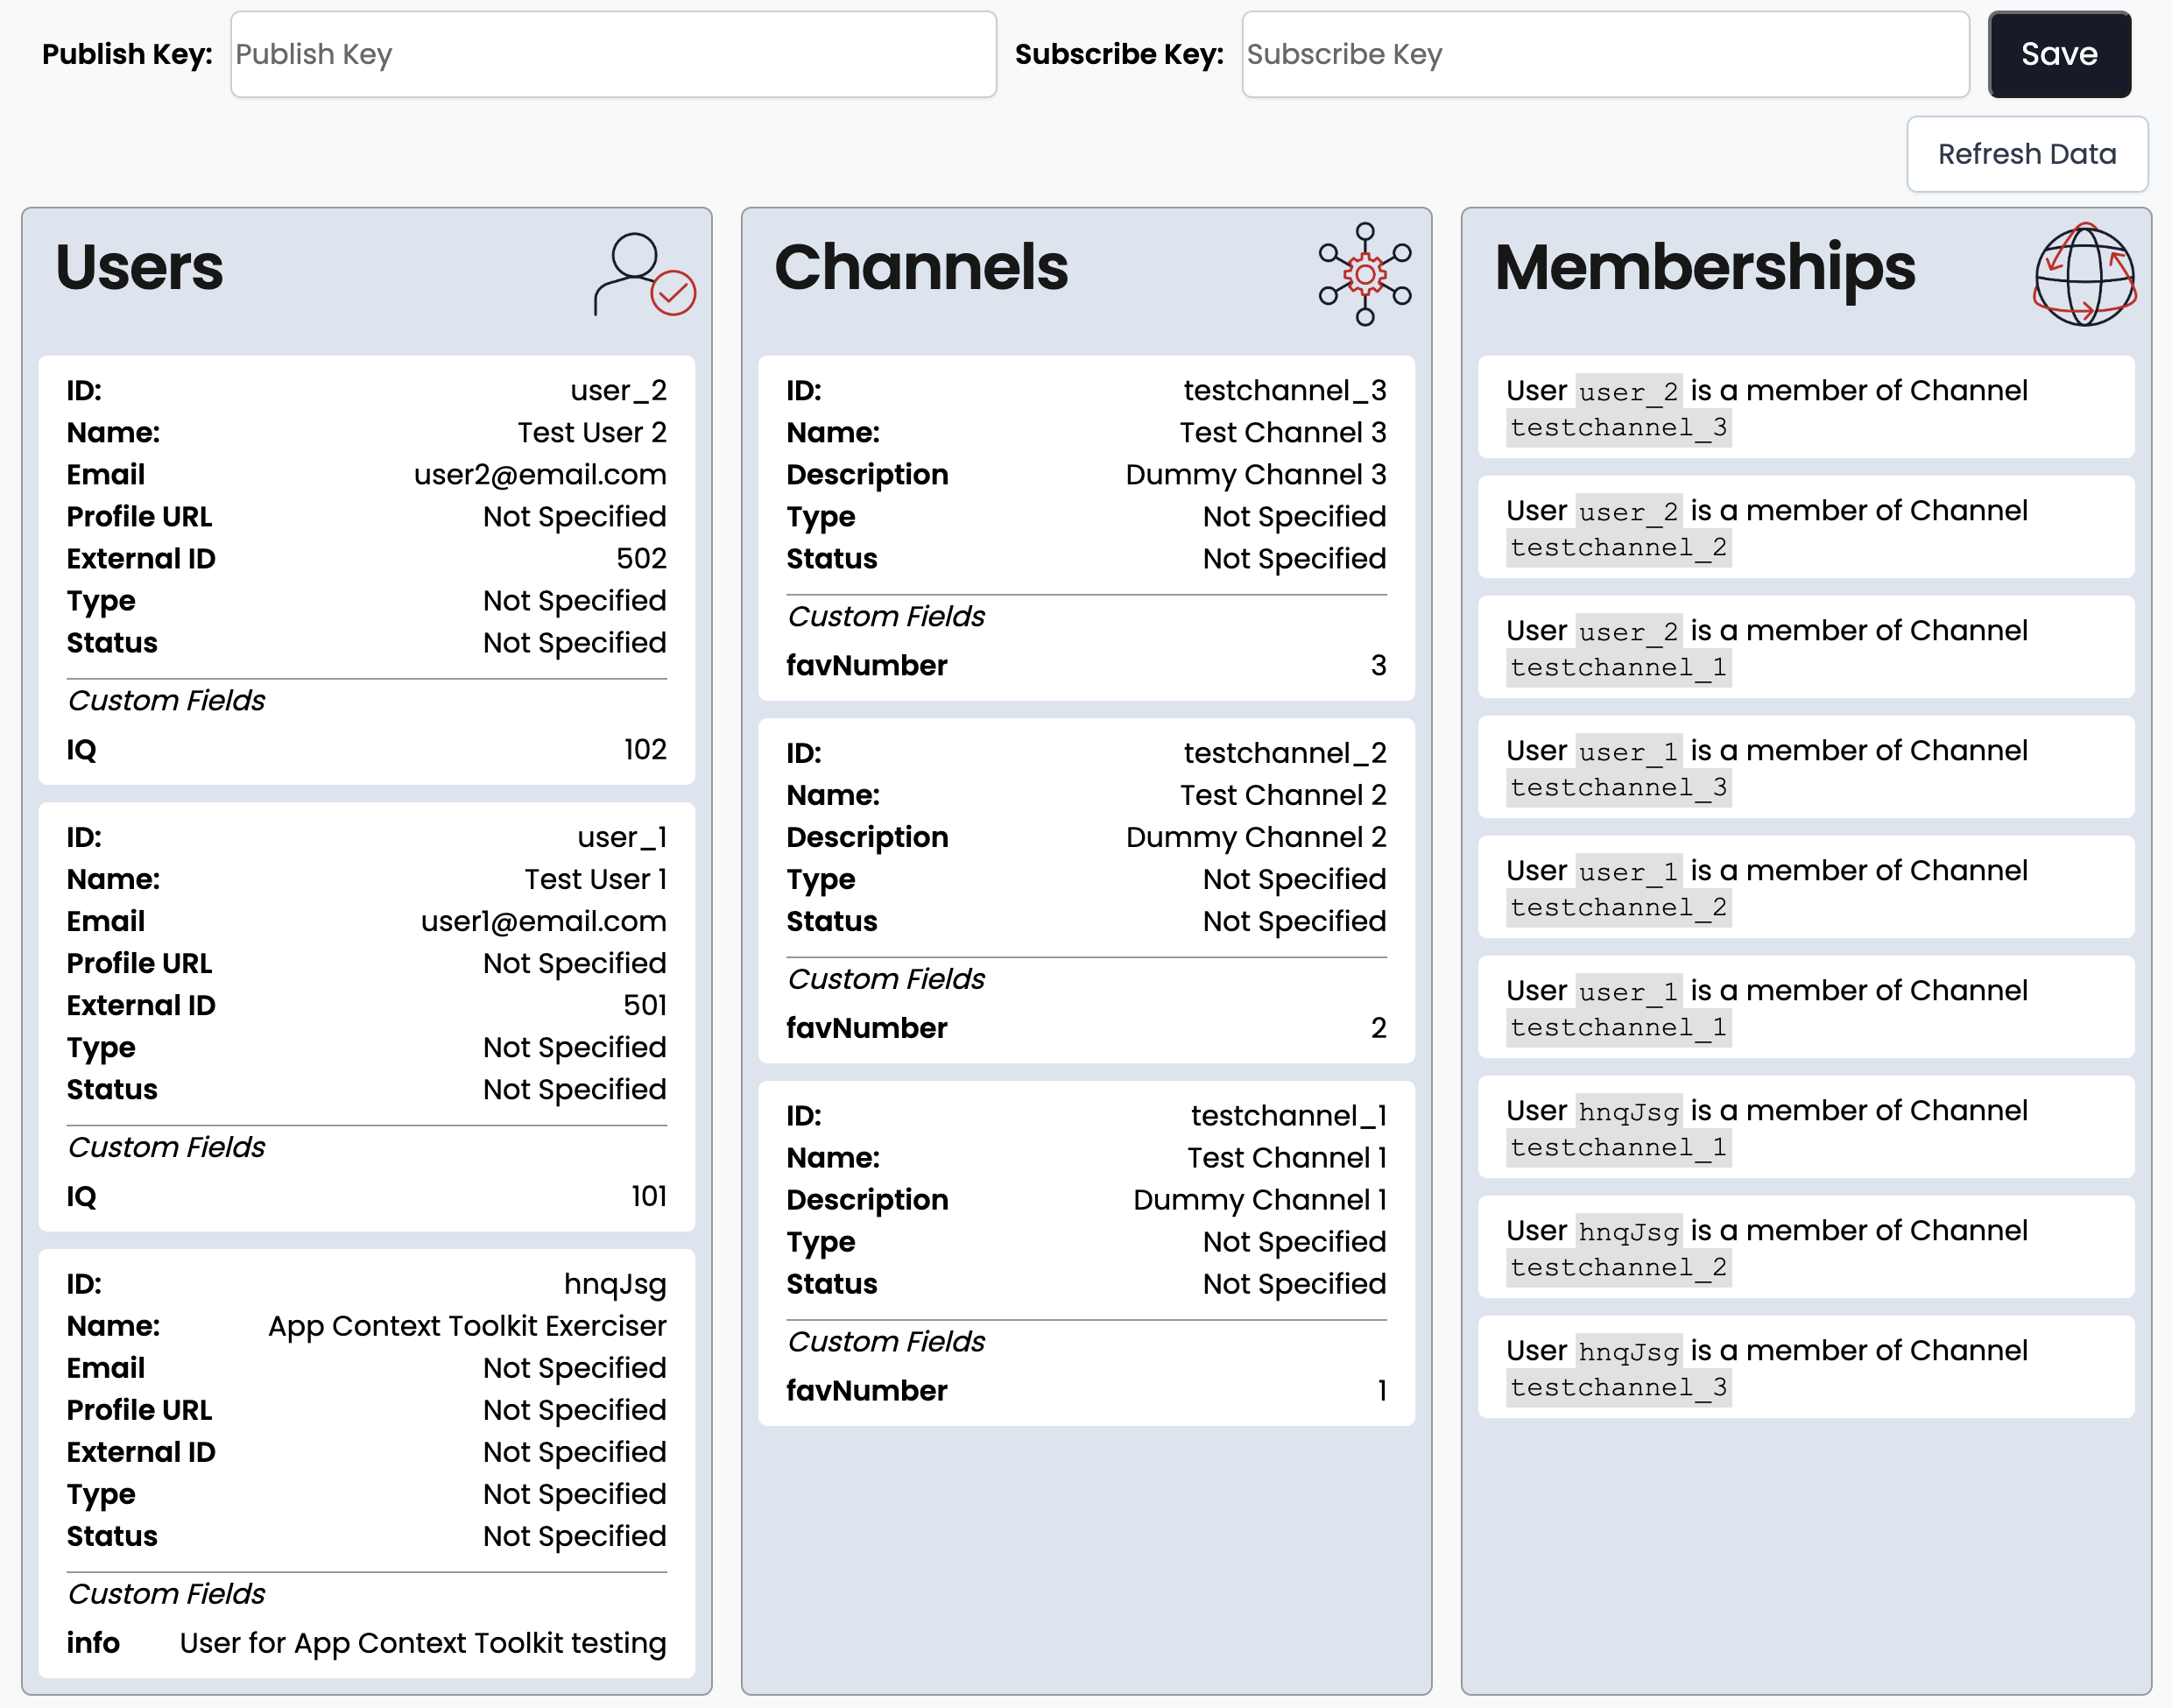 Publish Key: Publish Key Subscribe Key: Subscribe Key Save
Refresh Data
Users
ID: user_2
Name: Test User 2
Email user2@email.com
Profile URL Not Specified
External ID 502
Type Not Specified
Status Not Specified
Custom Fields
IQ 102
ID: user_1
Name: Test User 1
Email user1@email.com
Profile URL Not Specified
External ID 501
Type Not Specified
Status Not Specified
Custom Fields
IQ 101
ID: hnqJsg
Name: App Context Toolkit Exerciser
Email Not Specified
Profile URL Not Specified
External ID Not Specified
Type Not Specified
Status Not Specified
Custom Fields
info User for App Context Toolkit testing
Channels
ID: testchannel_3
Name: Test Channel 3
Description Dummy Channel 3
Type Not Specified
Status Not Specified
Custom Fields
favNumber 3
ID: testchannel_2
Name: Test Channel 2
Description Dummy Channel 2
Type Not Specified
Status Not Specified
Custom Fields
favNumber 2
ID: testchannel_1
Name: Test Channel 1
Description Dummy Channel 1
Type Not Specified
Status Not Specified
Custom Fields
favNumber 1
Memberships
User user_2 is a member of Channel
testchannel_3
User user_2 is a member of Channel
testchannel_2
User user_2 is a member of Channel
testchannel_1
User user_1 is a member of Channel
testchannel_3
User user_1 is a member of Channel
testchannel_2
User user_1 is a member of Channel
testchannel_1
User hnqJsg is a member of Channel
testchannel_1
User hnqJsg is a member of Channel
testchannel_2
User hnqJsg is a member of Channel
testchannel_3